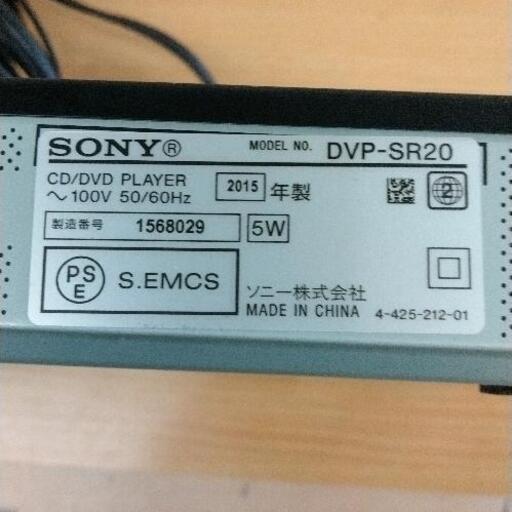 SONY® MODEL NO. DVP-SR20
CD/DVD PLAYER 2015 年製
～100V 50/60Hz
2
製造番号 1568029 5W
PSE S.EMCS
ソニー株式会社
MADE IN CHINA 4-425-212-01